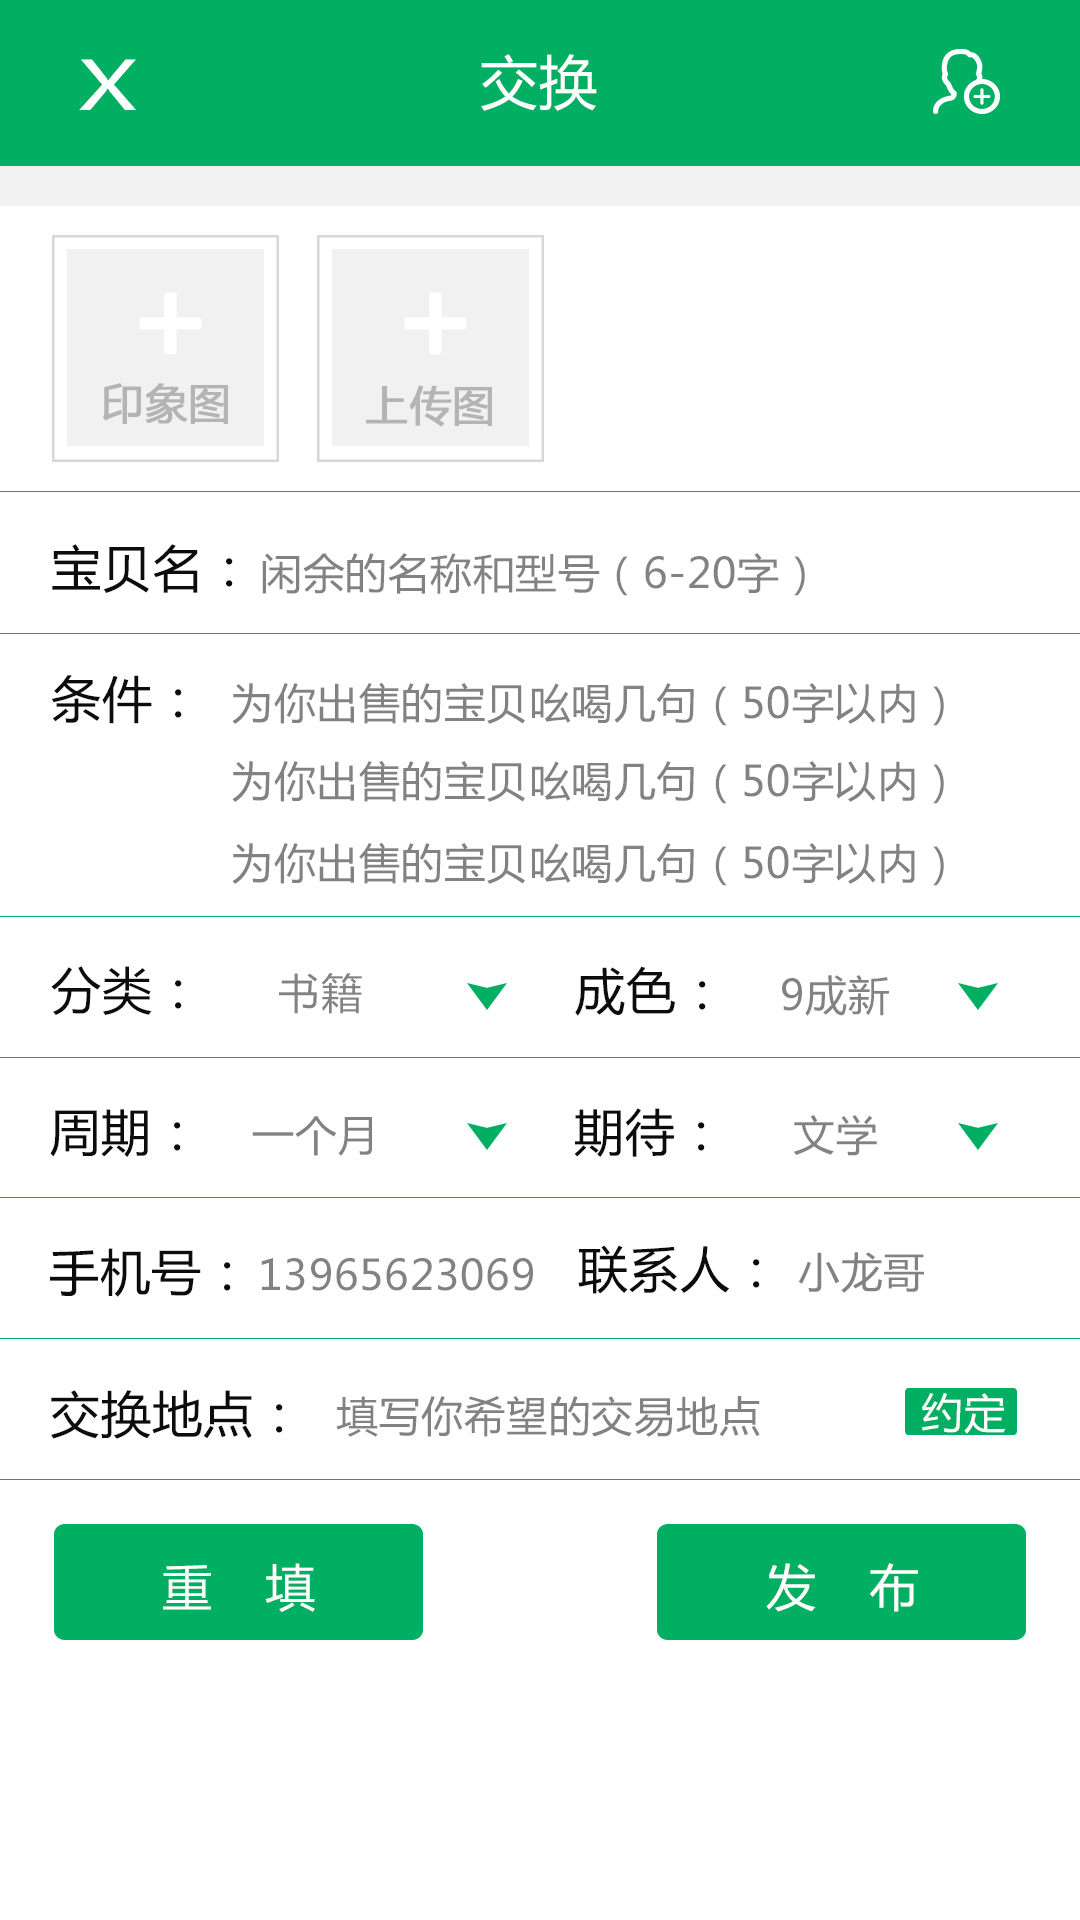 X 交换
印象图 上传图
宝贝名： 闲余的名称和型号（6-20字）
条件： 为你出售的宝贝吆喝几句（50字以内）
为你出售的宝贝吆喝几句（50字以内）
为你出售的宝贝吆喝几句（50字以内）
分类： 书籍 成色： 9成新
周期： 一个月 期待： 文学
手机号：13965623069 联系人： 小龙哥
交换地点： 填写你希望的交易地点 约定
重 填 发 布